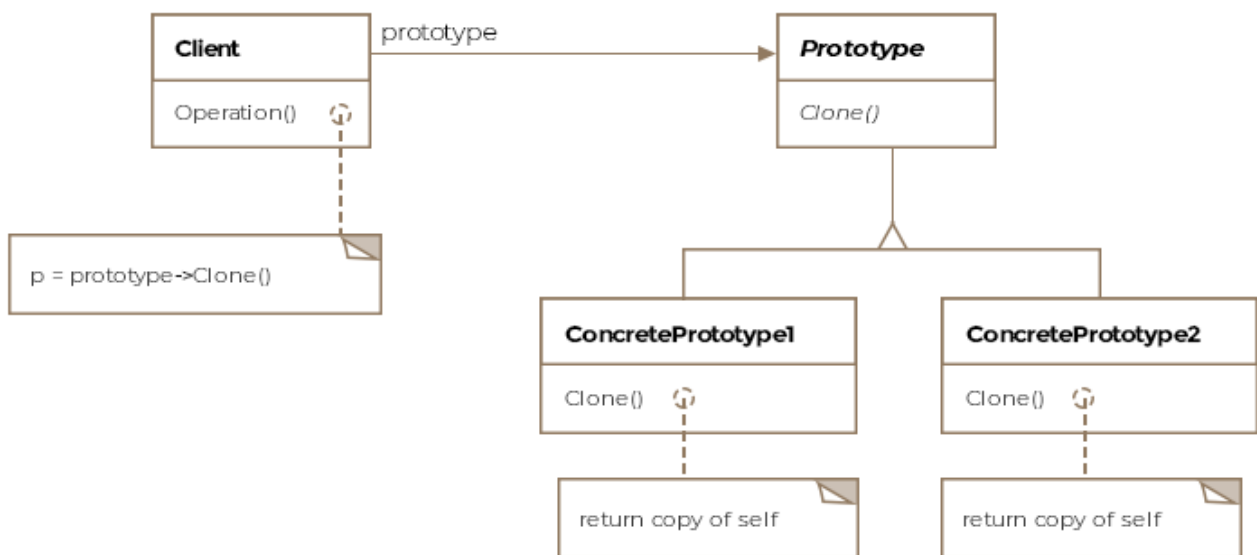 Client
prototype
Prototype
Operation()
Clone()
p = prototype->Clone()
ConcretePrototype1
ConcretePrototype2
Clone()
Clone()
return copy of self
return copy of self